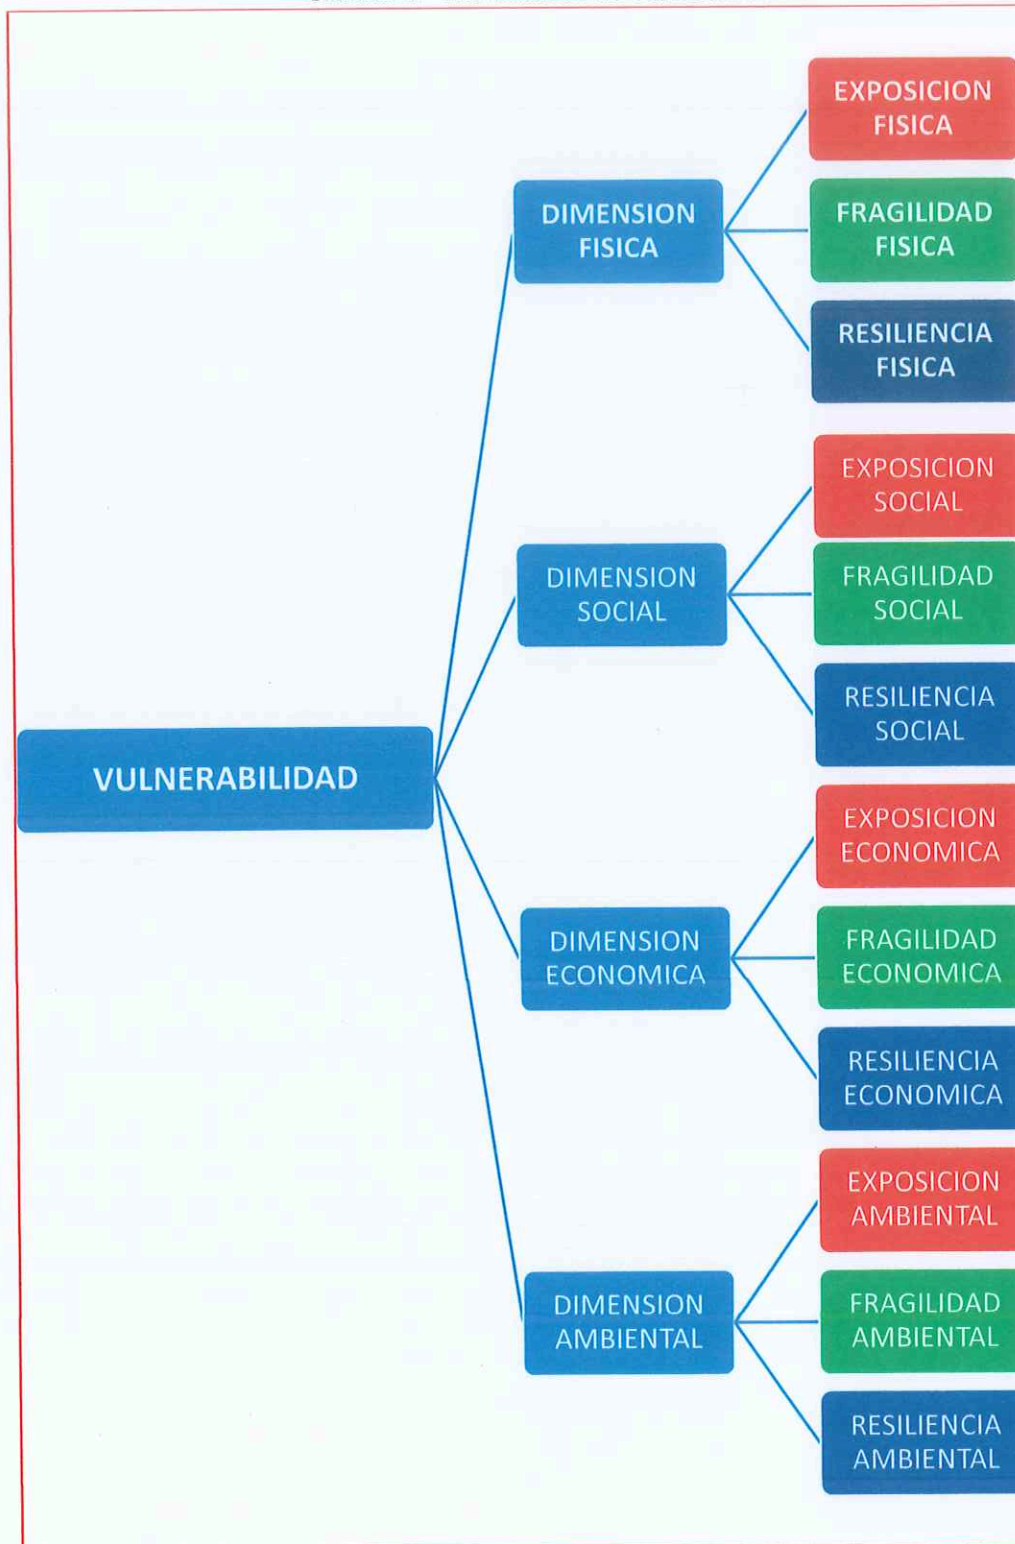 EXPOSICION
FISICA
DIMENSION
FISICA
FRAGILIDAD
FISICA
RESILIENCIA
FISICA
EXPOSICION
SOCIAL
DIMENSION
SOCIAL
FRAGILIDAD
SOCIAL
RESILIENCIA
SOCIAL
VULNERABILIDAD
EXPOSICION
ECONOMICA
DIMENSION
ECONOMICA
FRAGILIDAD
ECONOMICA
RESILIENCIA
ECONOMICA
EXPOSICION
AMBIENTAL
DIMENSION
AMBIENTAL
FRAGILIDAD
AMBIENTAL
RESILIENCIA
AMBIENTAL